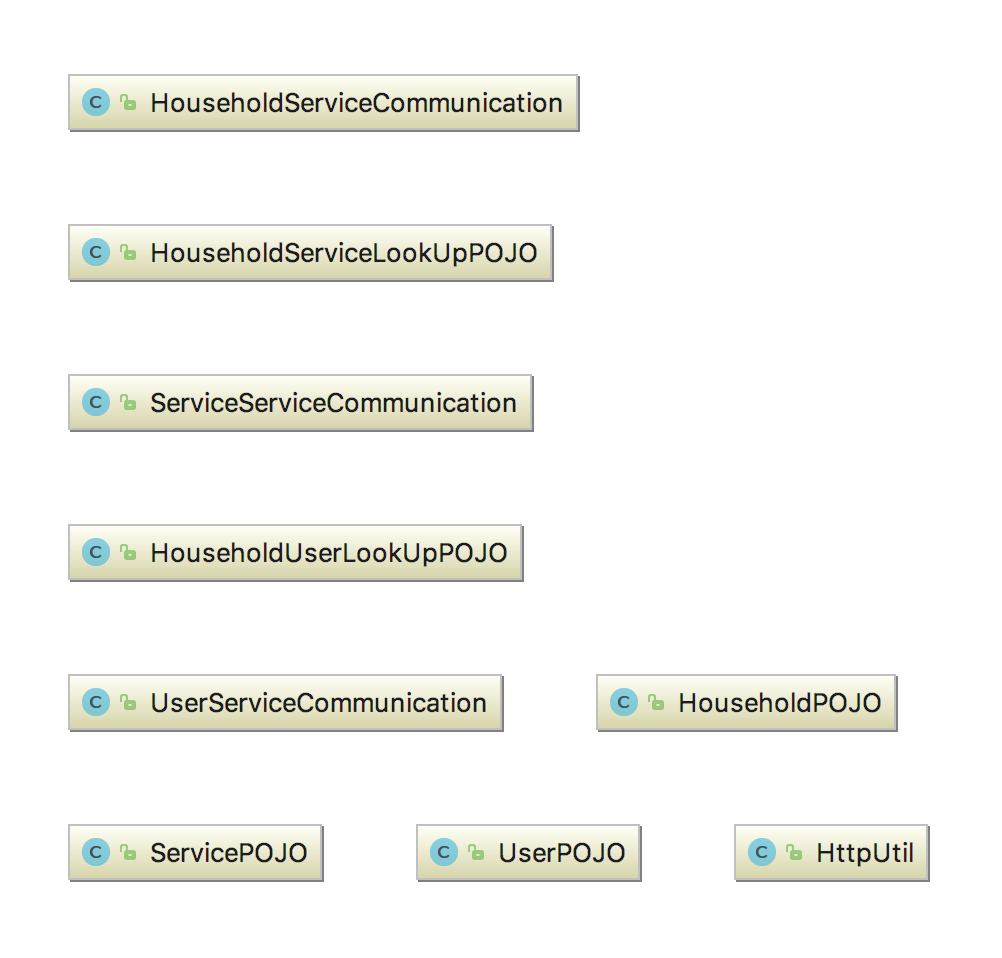 C HouseholdServiceCommunication
C HouseholdServiceLookUpPOJO
C ServiceServiceCommunication
C HouseholdUserLookUpPOJO
C UserServiceCommunication C HouseholdPOJO
C ServicePOJO C UserPOJO C HttpUtil